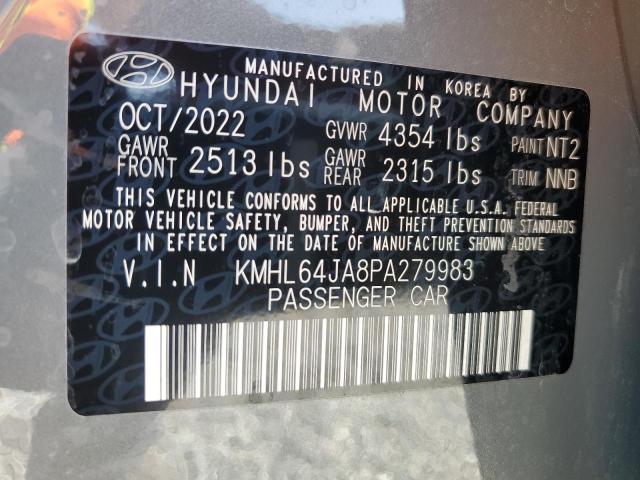 MANUFACTURED IN KOREA BY
HYUNDAI MOTOR COMPANY
OCT/2022 GVWR 4354 lbs PAINT NT2
GAWR FRONT 2513 lbs GAWR REAR 2315 lbs TRIM NNB
THIS VEHICLE CONFORMS TO ALL APPLICABLE U.S.A. FEDERAL
MOTOR VEHICLE SAFETY, BUMPER, AND THEFT PREVENTION STANDARDS
IN EFFECT ON THE DATE OF MANUFACTURE SHOWN ABOVE.
V.I.N KMHL64JA8PA279983
PASSENGER CAR